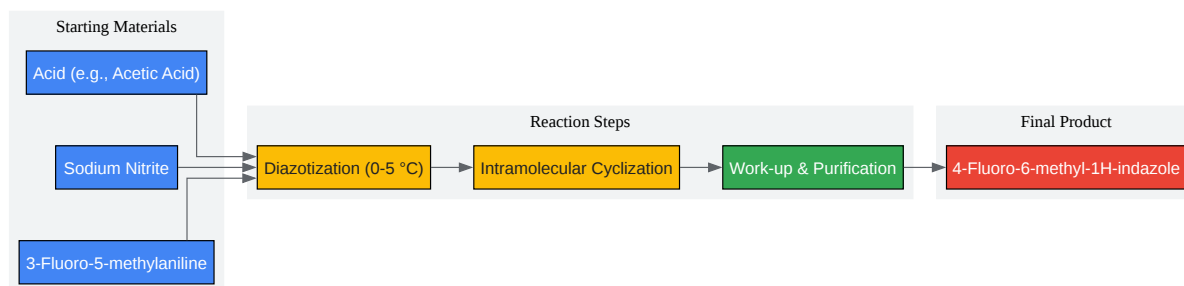 Starting Materials
Acid (e.g., Acetic Acid)
Sodium Nitrite
3-Fluoro-5-methylaniline
Reaction Steps
Diazotization (0-5 °C)
Intramolecular Cyclization
Work-up & Purification
Final Product
4-Fluoro-6-methyl-1H-indazole